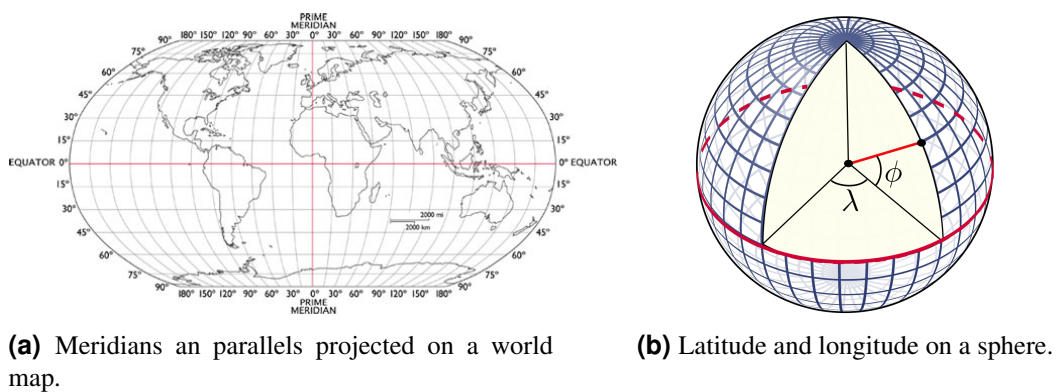 PRIME
MERIDIAN
90° 180° 150° 120° 90° 60° 30° 0° 30° 60° 90° 120° 150° 180° 90°
75° 75°
60° 60°
45° 45°
30° 30°
15° 15°
EQUATOR 0° 0° EQUATOR
15° 15°
30° 30°
2000 mi
2000 km
45° 45°
60° 60°
75° 75°
90° 180° 150° 120° 90° 60° 30° 0° 30° 60° 90° 120° 150° 180° 90°
PRIME
MERIDIAN
ϕ
λ
(a) Meridians an parallels projected on a world
map.
(b) Latitude and longitude on a sphere.